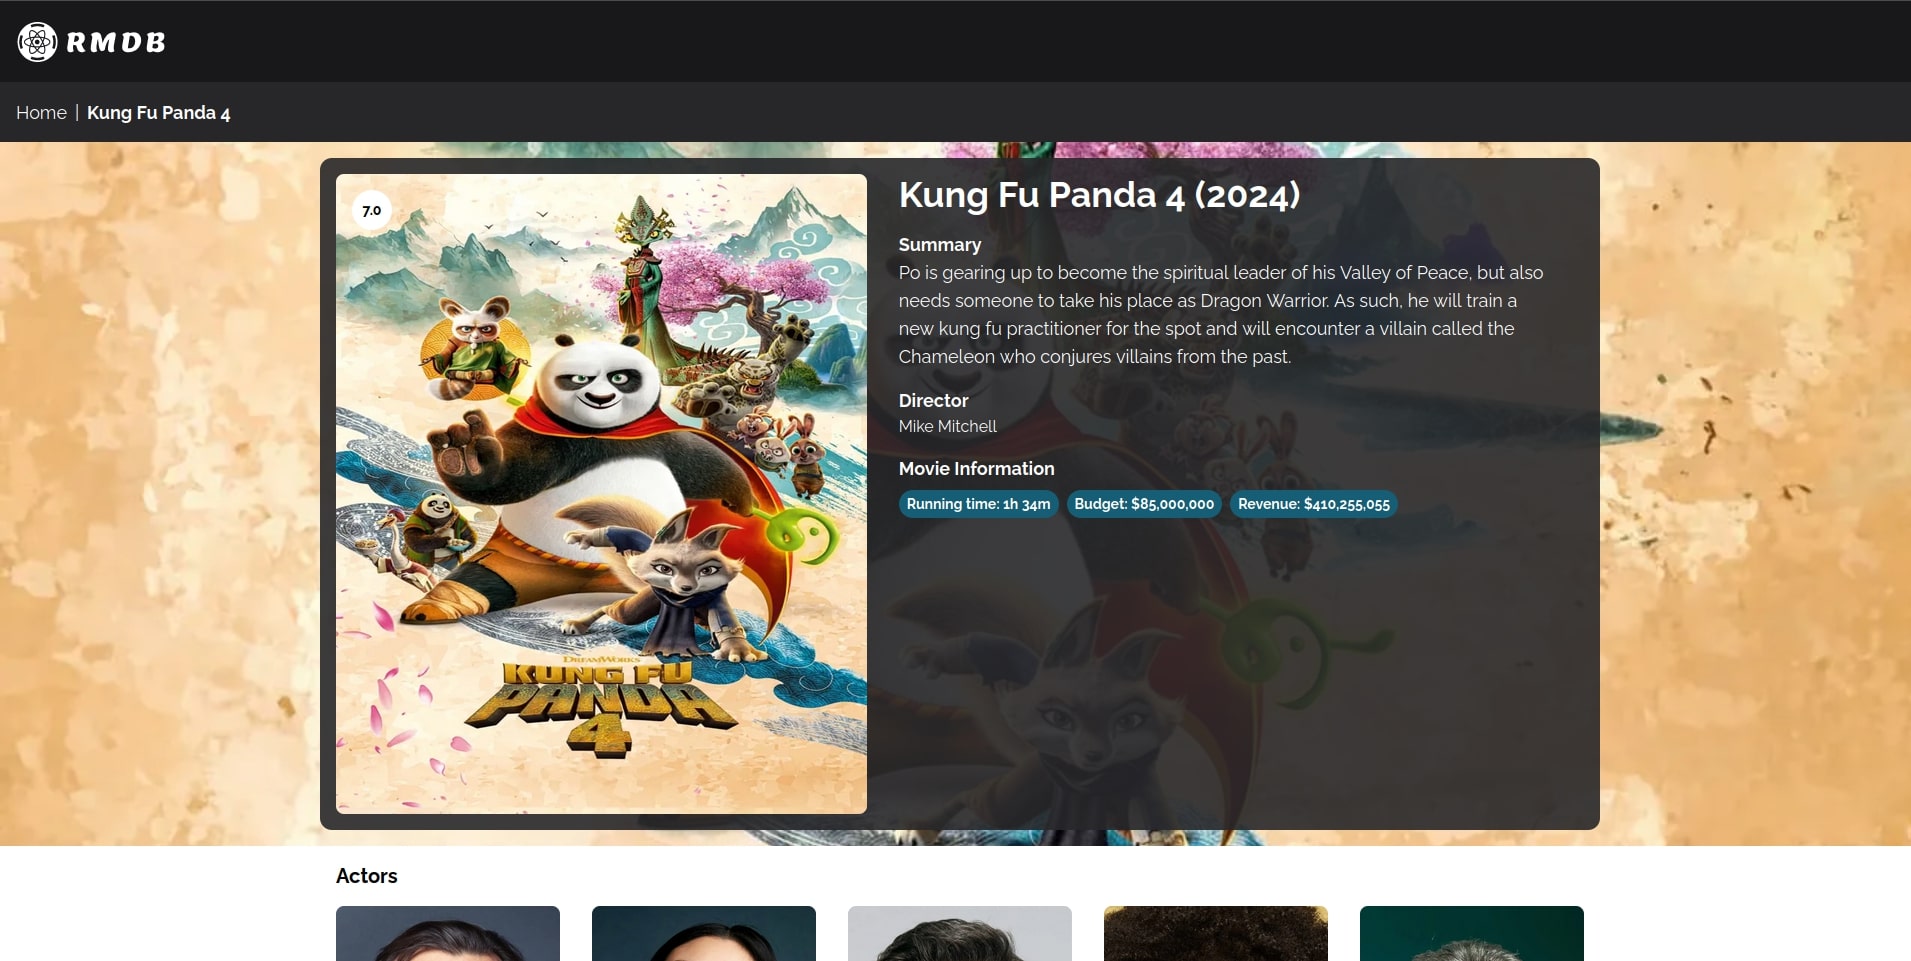 RMDB
Home | Kung Fu Panda 4
7.0
DREAMWORKS
KUNG FU
PANDA
4
Kung Fu Panda 4 (2024)
Summary
Po is gearing up to become the spiritual leader of his Valley of Peace, but also
needs someone to take his place as Dragon Warrior. As such, he will train a
new kung fu practitioner for the spot and will encounter a villain called the
Chameleon who conjures villains from the past.
Director
Mike Mitchell
Movie Information
Running time: 1h 34m Budget: $85,000,000 Revenue: $410,255,055
Actors